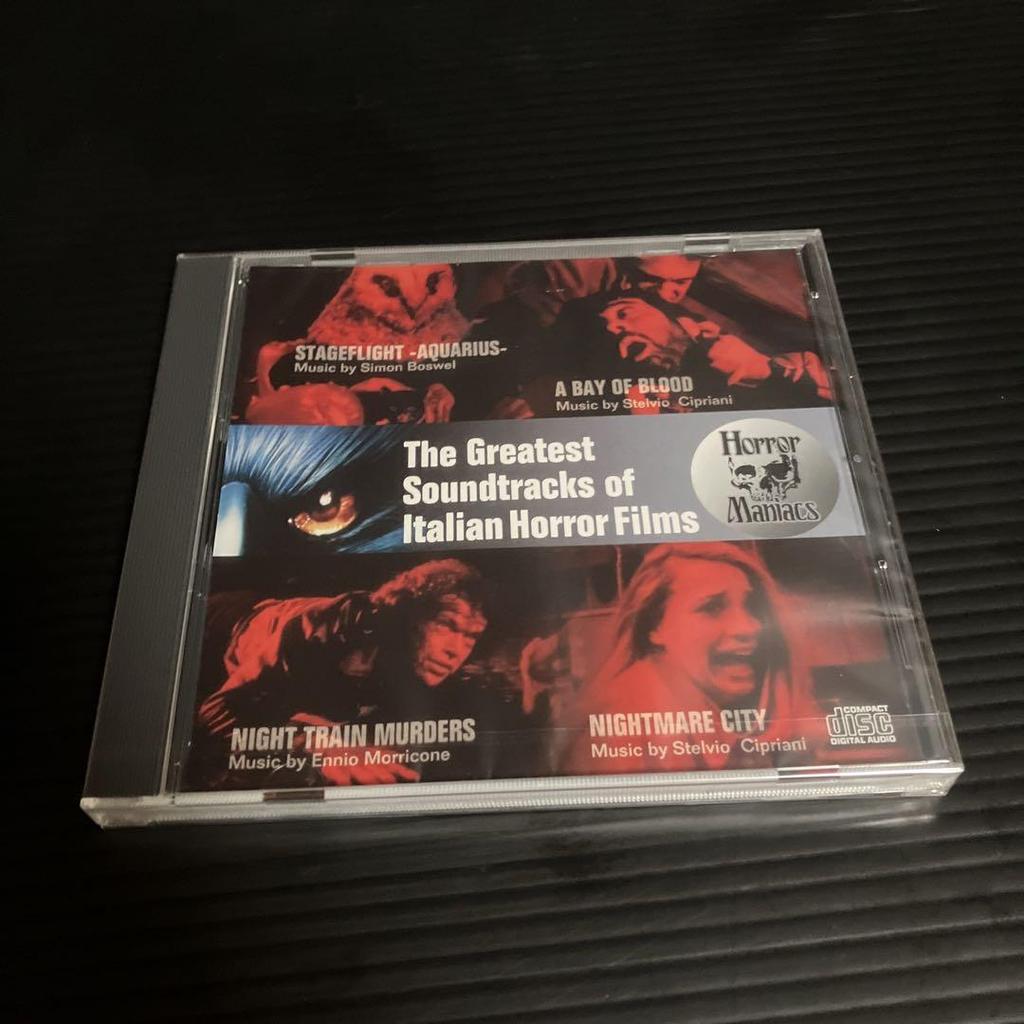 STAGEFLIGHT -AQUARIUS-
Music by Simon Boswel
A BAY OF BLOOD
Music by Stelvio Cipriani
The Greatest
Soundtracks of
Italian Horror Films
Horror
Maniacs
NIGHT TRAIN MURDERS
Music by Ennio Morricone
NIGHTMARE CITY
Music by Stelvio Cipriani
COMPACT
disc
DIGITAL AUDIO